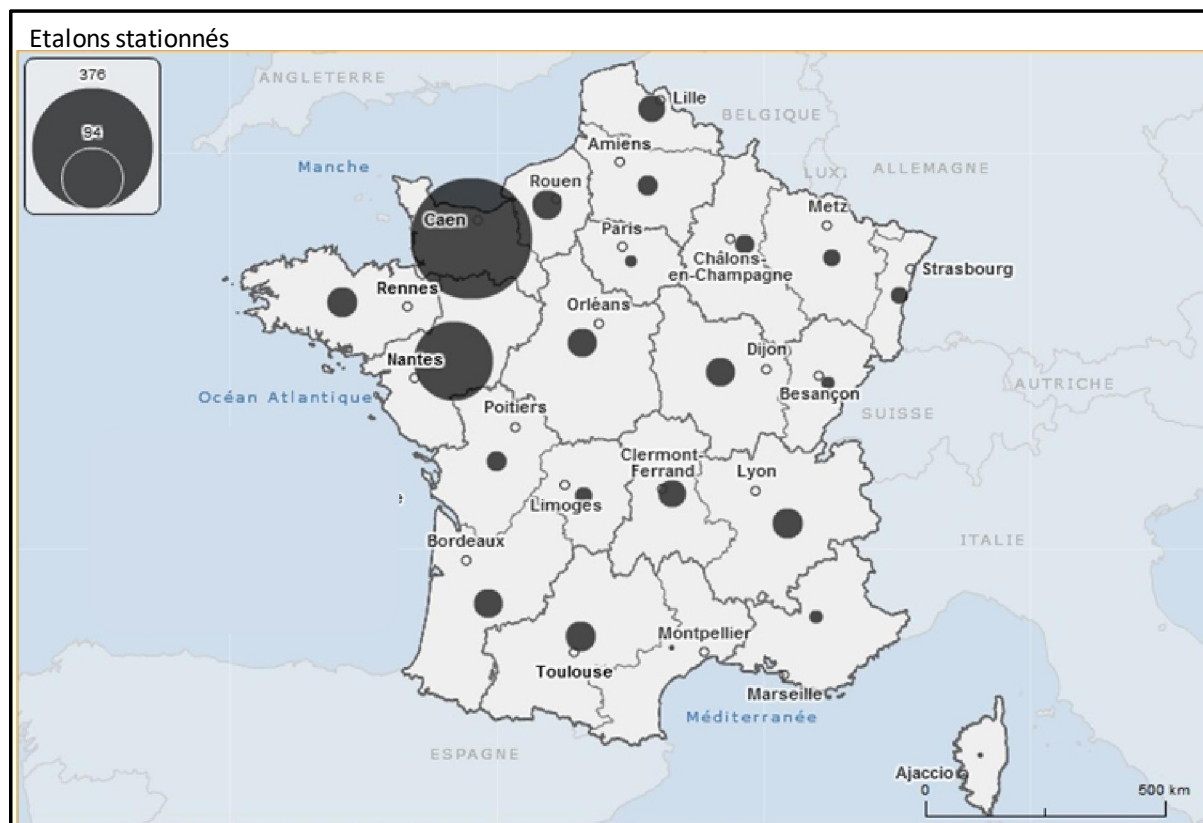 Etalons stationnés
376
94
ANGLETERRE
Lille
BELGIQUE
Amiens
Manche
ALLEMAGNE
LUX.
Rouen
Metz
Caen
Paris
Châlons-
en-Champagne
Strasbourg
Rennes
Orléans
Nantes
Dijon
AUTRICHE
Besançon
Océan Atlantique
Poitiers
SUISSE
Clermont-
Ferrand
Lyon
Limoges
Bordeaux
ITALIE
Montpellier
Toulouse
Marseille
Méditerranée
ESPAGNE
Ajaccio
0
500 km